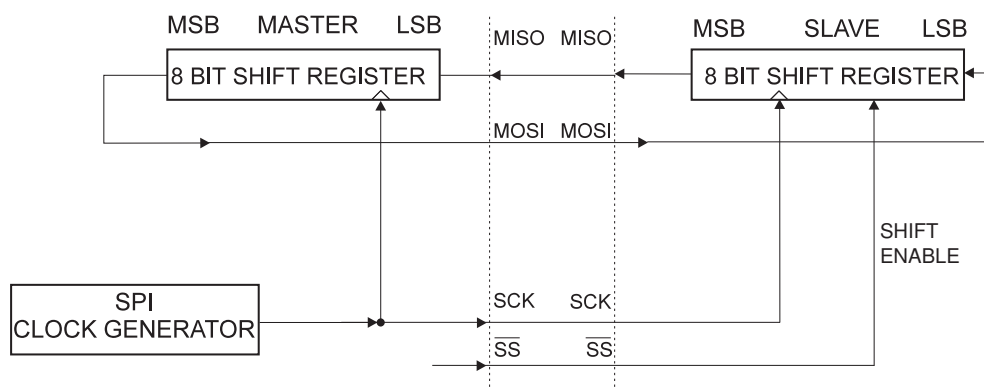 MSB MASTER LSB
8 BIT SHIFT REGISTER
MISO MISO
MSB SLAVE LSB
8 BIT SHIFT REGISTER
MOSI MOSI
SHIFT
ENABLE
SPI
CLOCK GENERATOR
SCK SCK
SS SS